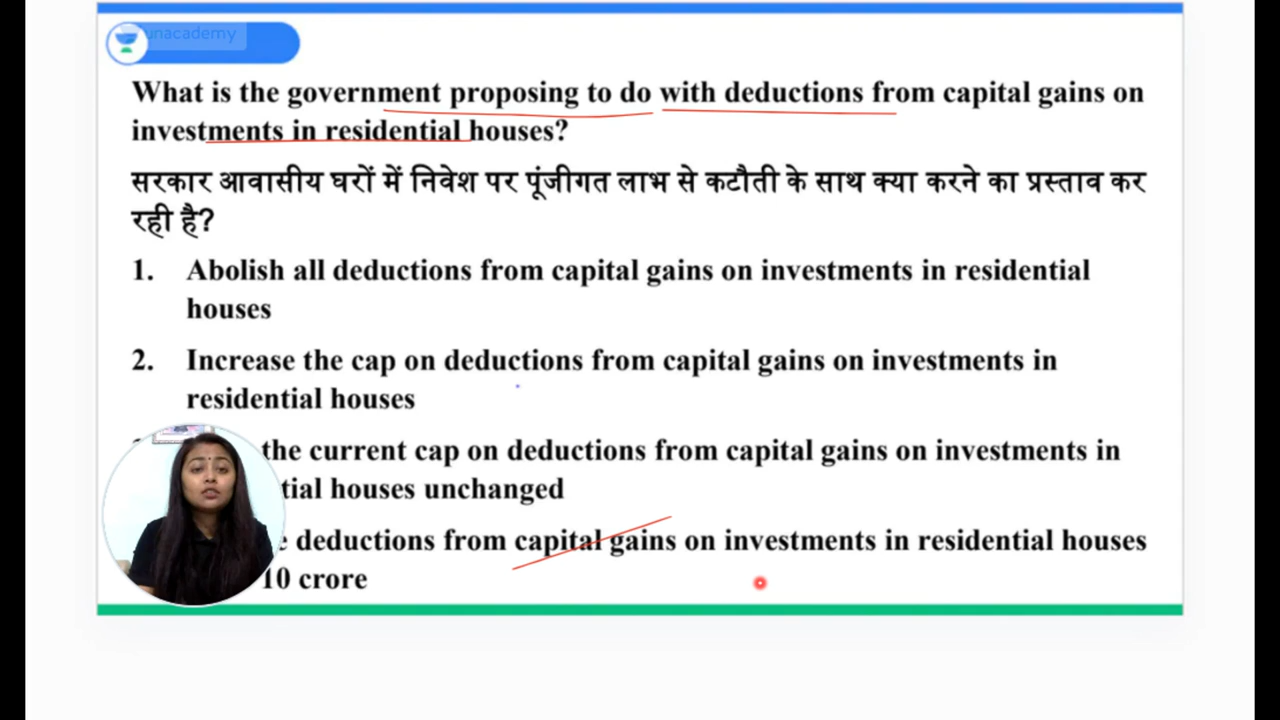 unacademy
What is the government proposing to do with deductions from capital gains on
investments in residential houses?
सरकार आवासीय घरों में निवेश पर पूंजीगत लाभ से कटौती के साथ क्या करने का प्रस्ताव कर
रही है?
1. Abolish all deductions from capital gains on investments in residential
houses
2. Increase the cap on deductions from capital gains on investments in
residential houses
the current cap on deductions from capital gains on investments in
tial houses unchanged
deductions from capital gains on investments in residential houses
10 crore